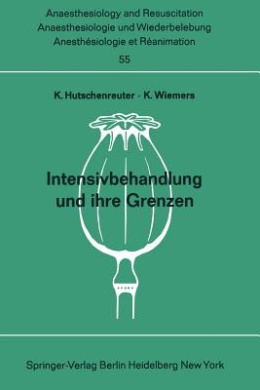 Anaesthesiology and Resuscitation
Anaesthesiologie und Wiederbelebung
Anesthésiologie et Réanimation
55
K. Hutschenreuter · K. Wiemers
Intensivbehandlung
und ihre Grenzen
Springer-Verlag Berlin Heidelberg New York